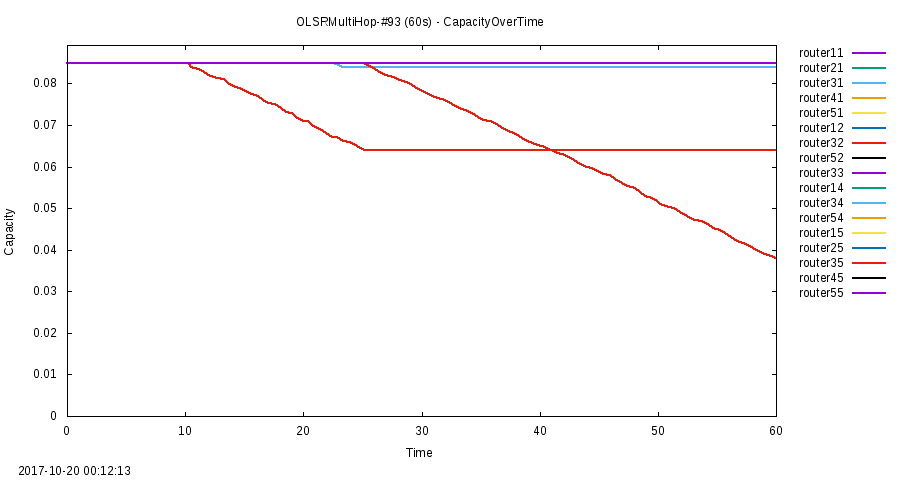 OLSRMultiHop-#93 (60s) - CapacityOverTime
router11
router21
router31
router41
router51
router12
router32
router52
router33
router14
router34
router54
router15
router25
router35
router45
router55
0.08
0.07
0.06
0.05
0.04
0.03
0.02
0.01
0
Capacity
0 10 20 30 40 50 60
Time
2017-10-20 00:12:13